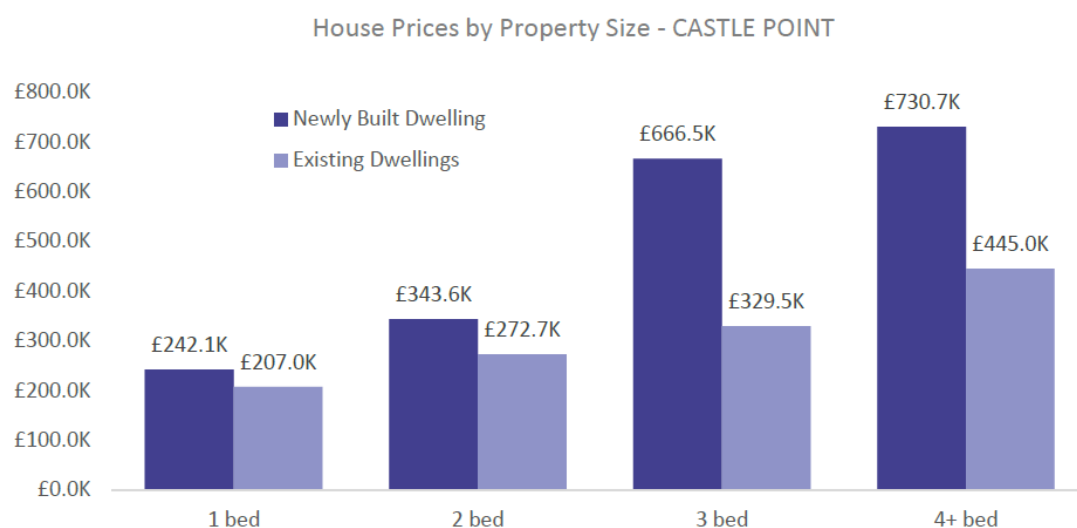 House Prices by Property Size - CASTLE POINT
£800.0K
£700.0K
£600.0K
£500.0K
£400.0K
£300.0K
£200.0K
£100.0K
£0.0K
Newly Built Dwelling
Existing Dwellings
£242.1K
£207.0K
£343.6K
£272.7K
£666.5K
£329.5K
£730.7K
£445.0K
1 bed
2 bed
3 bed
4+ bed